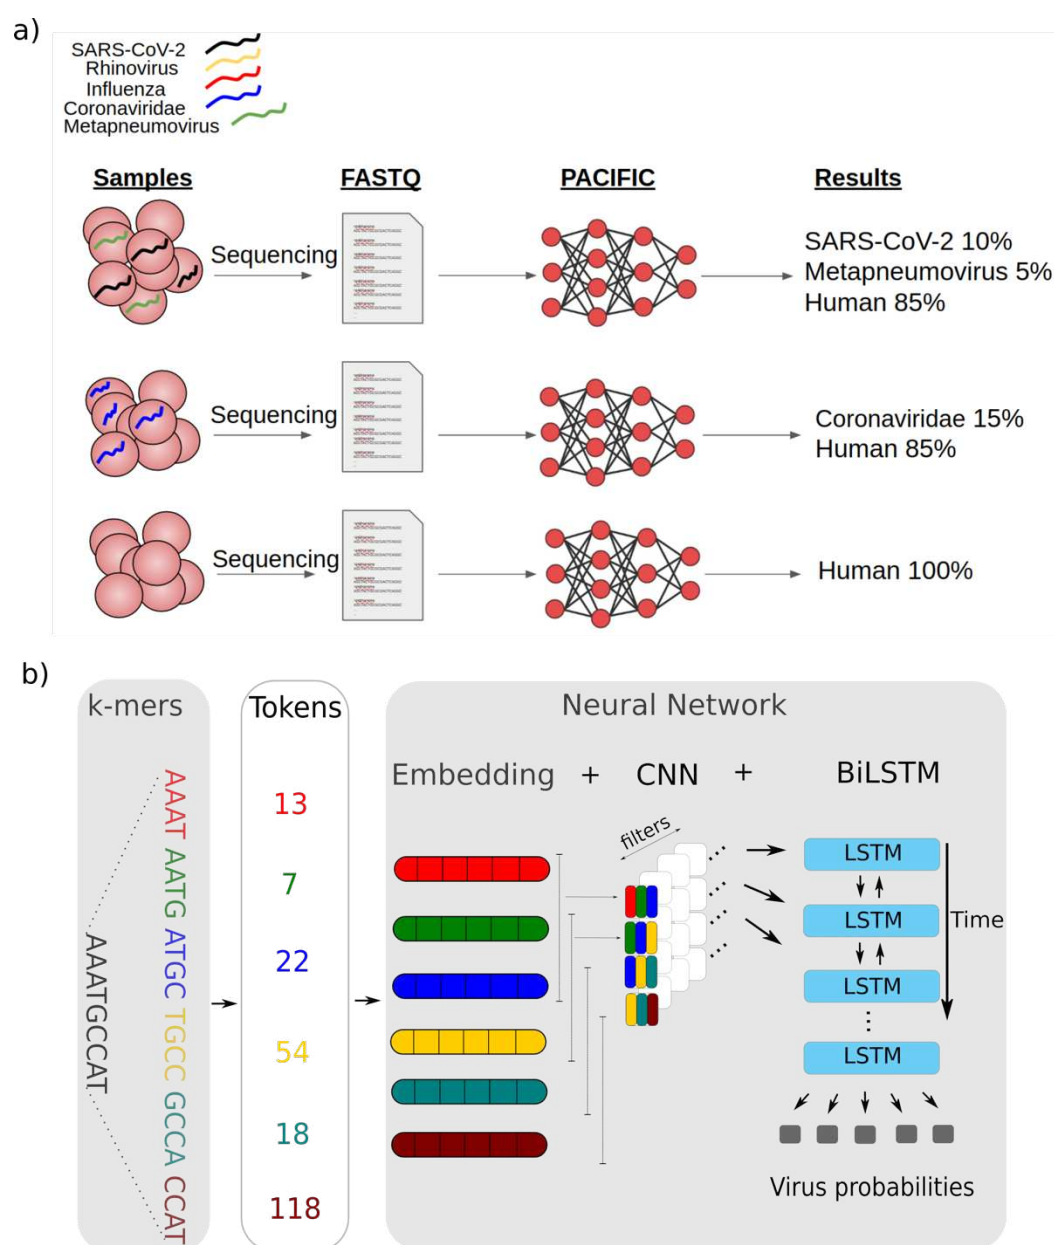 a)
SARS-CoV-2
Rhinovirus
Influenza
Coronaviridae
Metapneumovirus
Samples
FASTQ
PACIFIC
Results
Sequencing
SARS-CoV-2 10%
Metapneumovirus 5%
Human 85%
Sequencing
Coronaviridae 15%
Human 85%
Sequencing
Human 100%
b)
k-mers
Tokens
Neural Network
Embedding + CNN + BiLSTM
AAATGCCAT
AAAT AATG ATGC TGCC GCCA CCAT
13
7
22
54
18
118
filters
LSTM
LSTM
Time
LSTM
LSTM
Virus probabilities